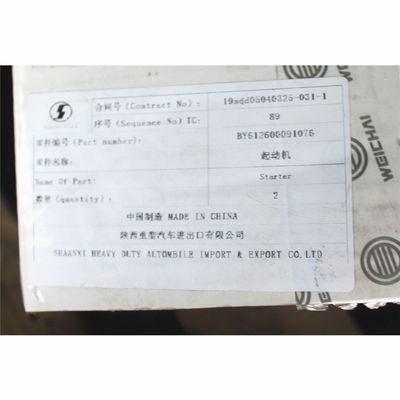 合同号 (Contract No): 19sqd05040325-031-1
序号 (Sequence No) TC: 89
零件编号 (Part number): BY612600091076
零件名称: 起动机
Name Of Part: Starter
数量 (quantity): 2
中国制造 MADE IN CHINA
陕西重型汽车进出口有限公司
SHAANXI HEAVY DUTY AUTOMBILE IMPORT & EXPORT CO.LTD
WEICHAI